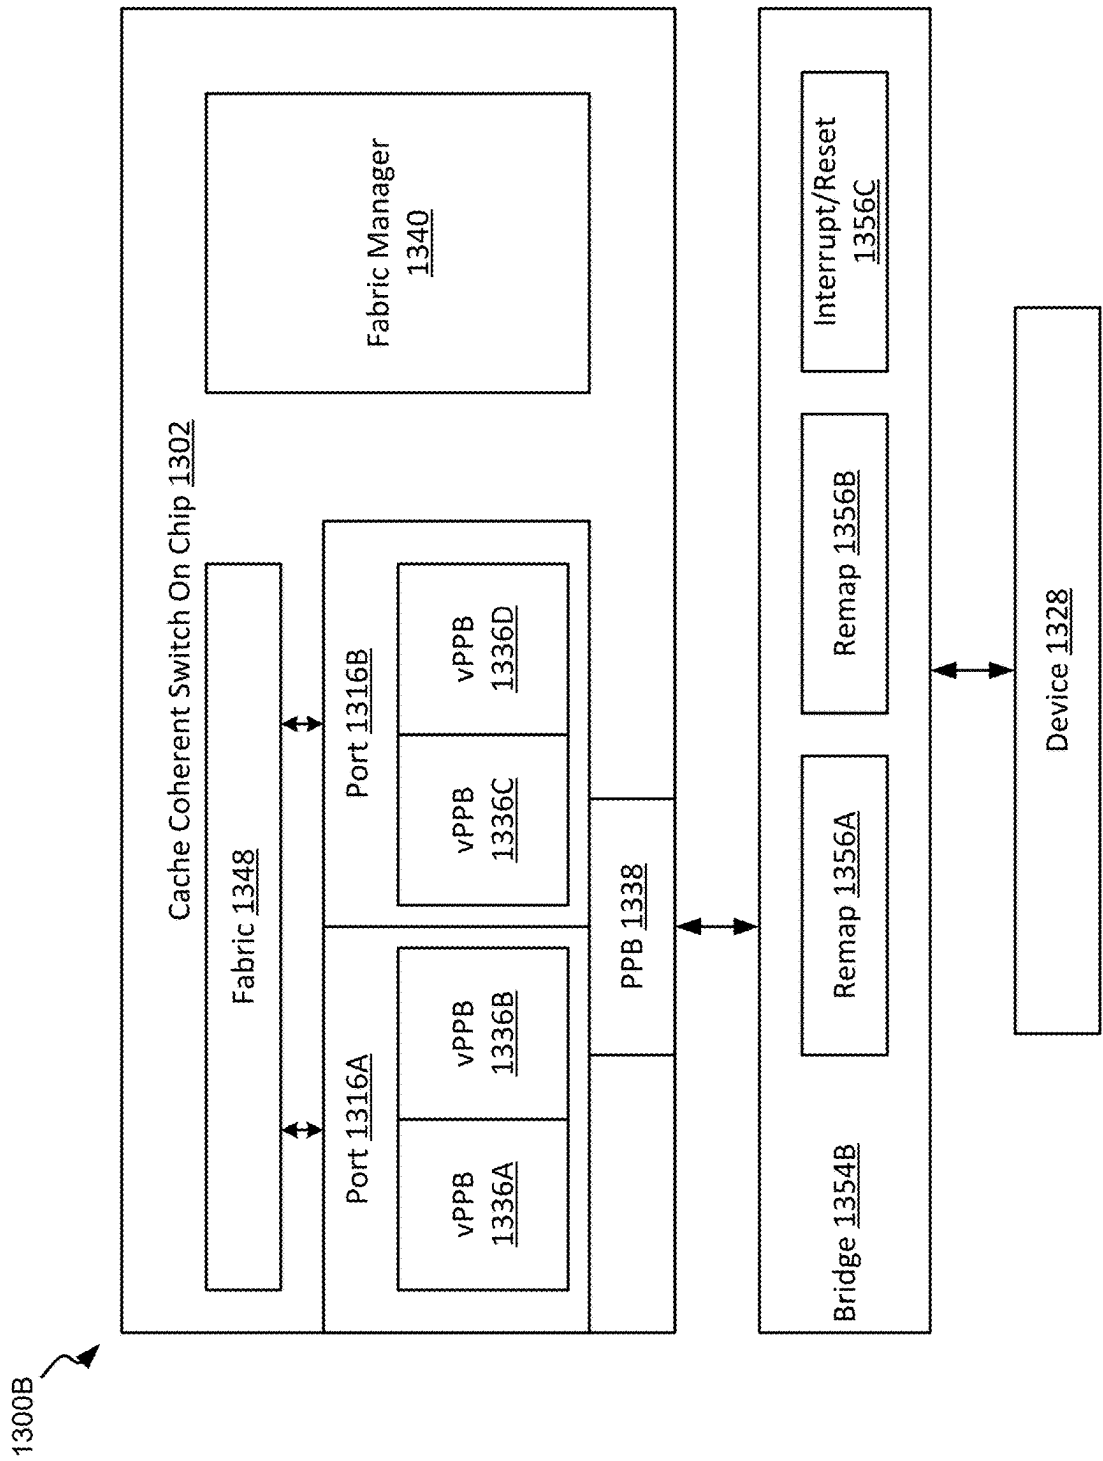 1300B
Cache Coherent Switch On Chip 1302
Fabric 1348
Port 1316A
vPPB
1336A
vPPB
1336B
Port 1316B
vPPB
1336C
vPPB
1336D
Fabric Manager
1340
PPB 1338
Bridge 1354B
Remap 1356A
Remap 1356B
Interrupt/Reset
1356C
Device 1328